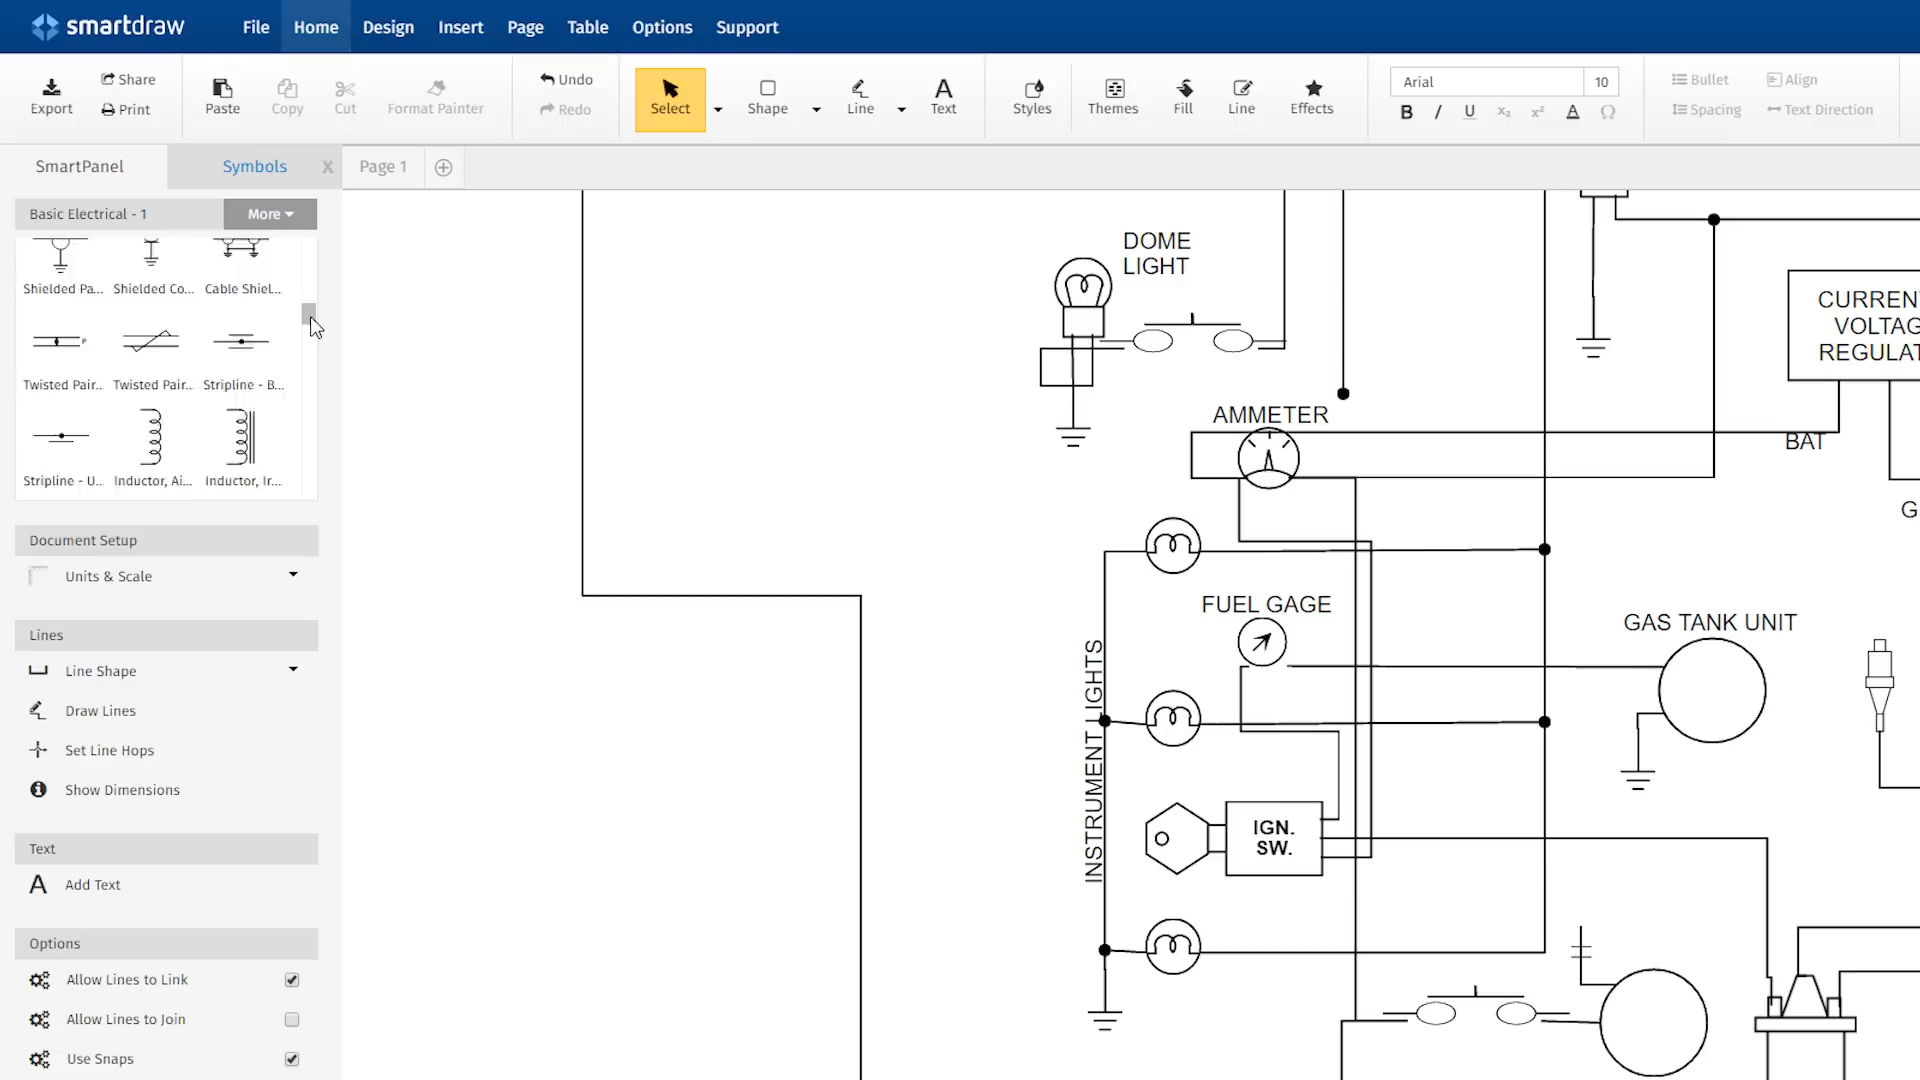 smartdraw
File Home Design Insert Page Table Options Support
Export
Share
Print
Paste Copy Cut Format Painter
Undo
Redo
Select Shape Line Text
Styles Themes Fill Line Effects
Arial 10
B I U x₂ x² A Ω
Bullet Align
Spacing Text Direction
SmartPanel Symbols X Page 1
Basic Electrical - 1 More
Shielded Pa... Shielded Co... Cable Shiel...
P
Twisted Pair... Twisted Pair... Stripline - B...
Stripline - U... Inductor, Ai... Inductor, Ir...
Document Setup
Units & Scale
Lines
Line Shape
Draw Lines
Set Line Hops
Show Dimensions
Text
A Add Text
Options
Allow Lines to Link
Allow Lines to Join
Use Snaps
DOME
LIGHT
CURREN
VOLTAG
REGULAT
AMMETER
BAT
G
FUEL GAGE
GAS TANK UNIT
INSTRUMENT LIGHTS
IGN.
SW.